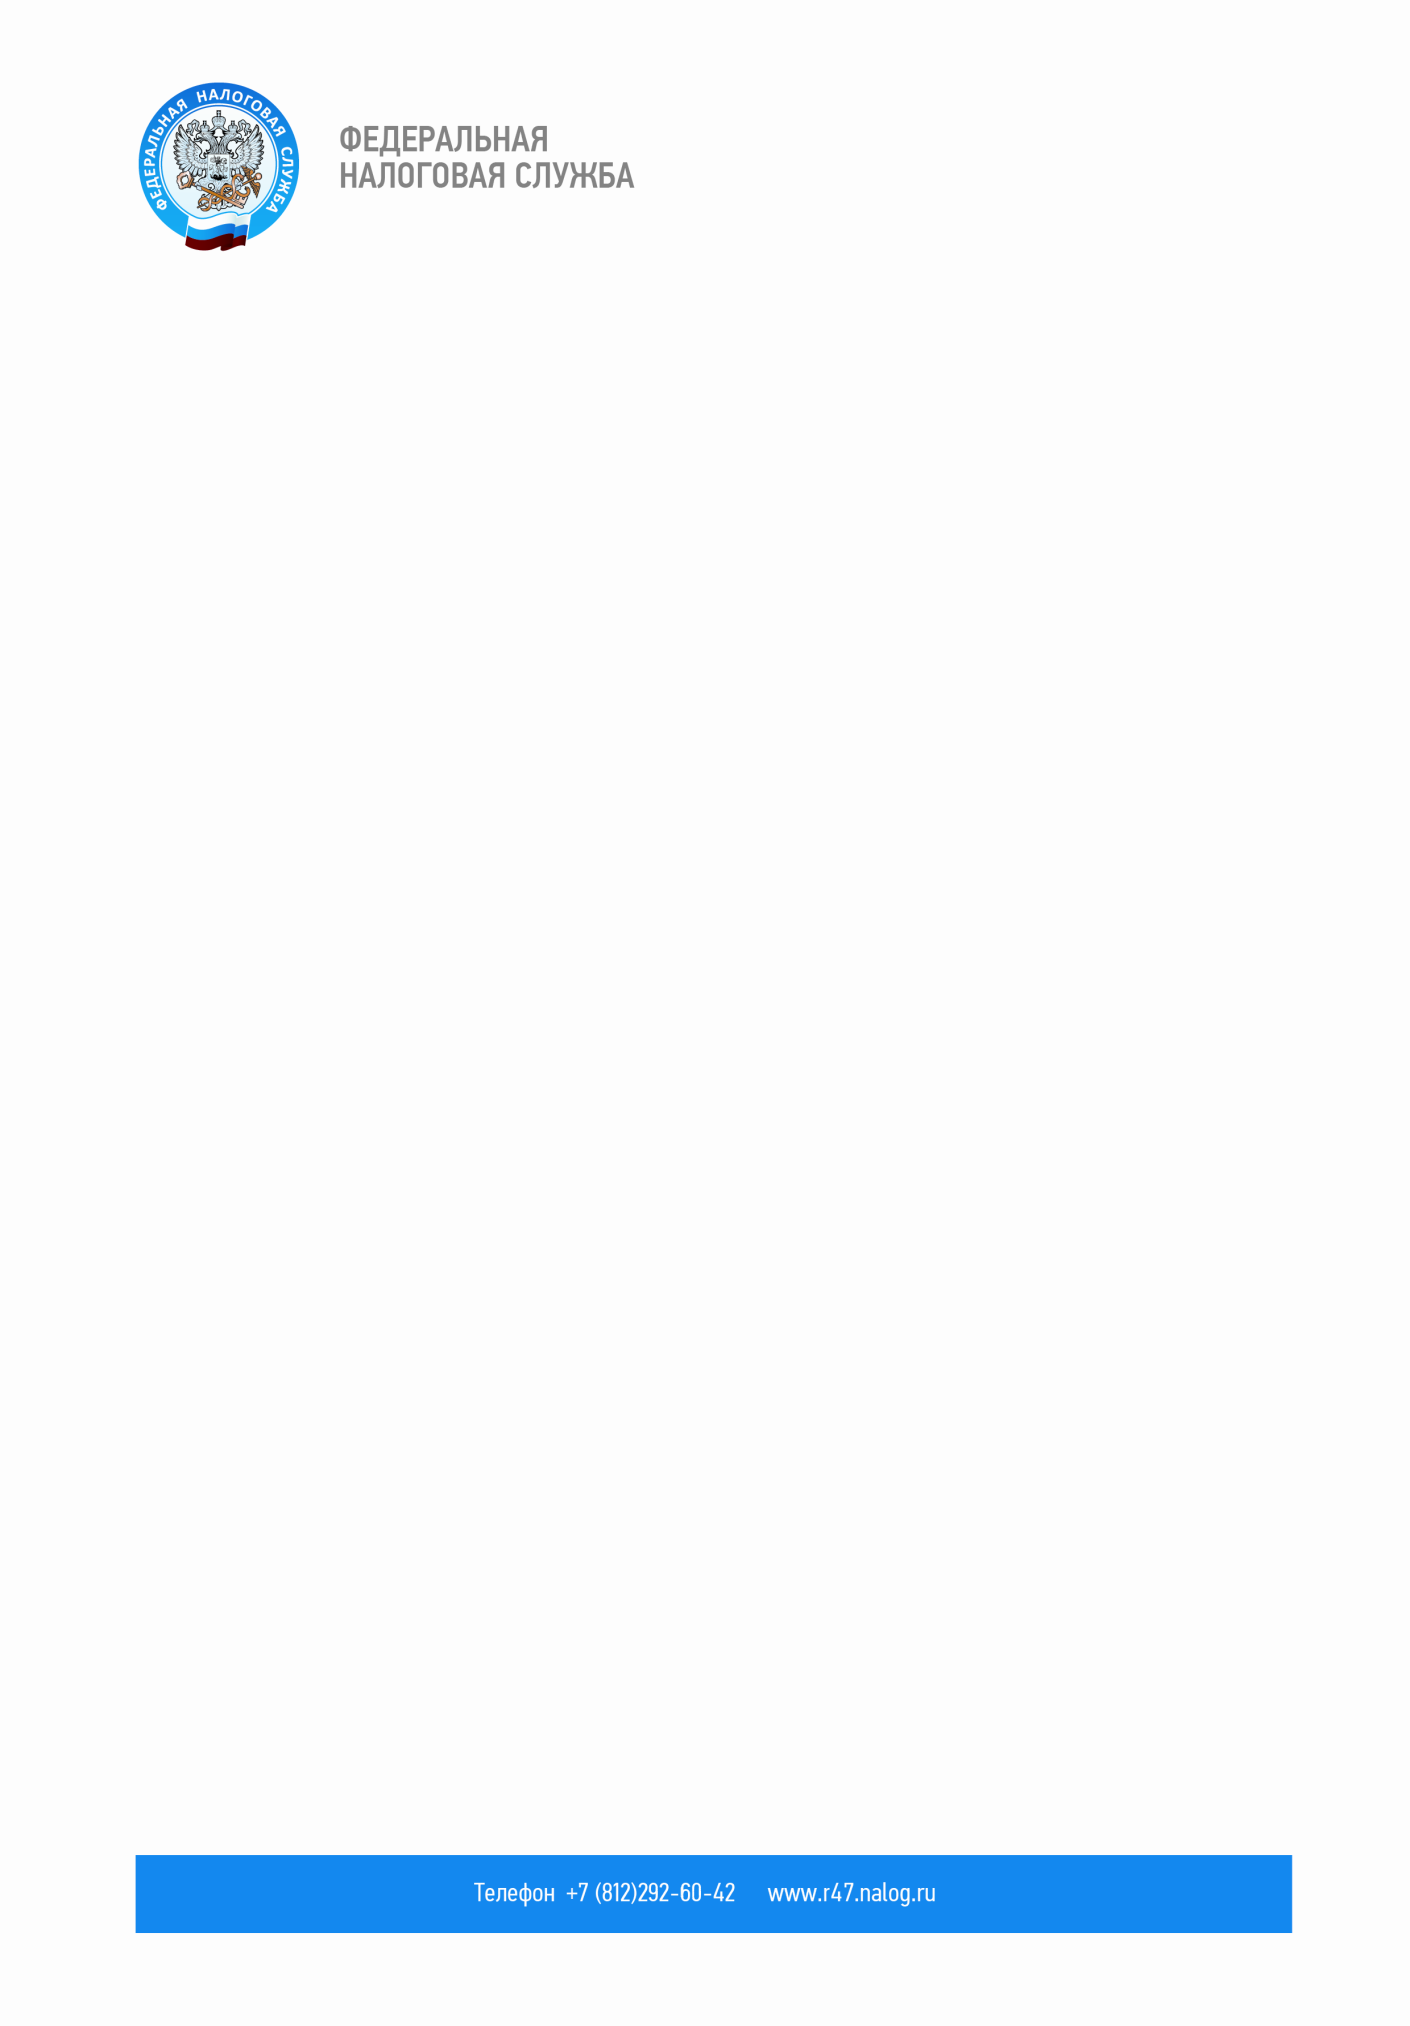 ФЕДЕРАЛЬНАЯ НАЛОГОВАЯ СЛУЖБА
ФЕДЕРАЛЬНАЯ
НАЛОГОВАЯ СЛУЖБА
Телефон +7 (812)292-60-42 www.r47.nalog.ru